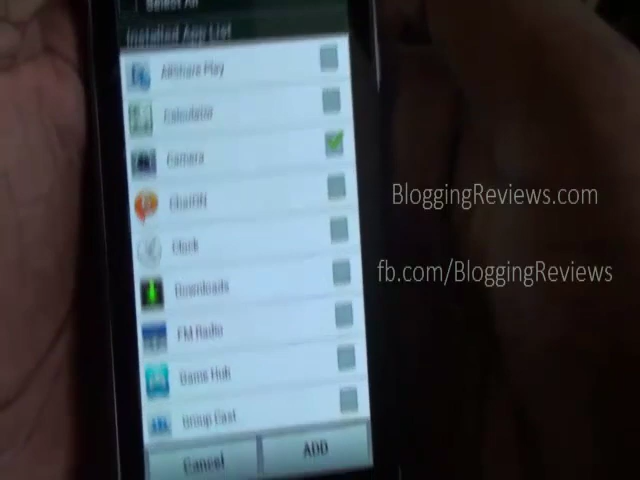 Select All
Installed App List
AllShare Play
Calculator
Camera
ChatON
Clock
Downloads
FM Radio
Game Hub
Group Cast
Cancel
ADD
BloggingReviews.com
fb.com/BloggingReviews